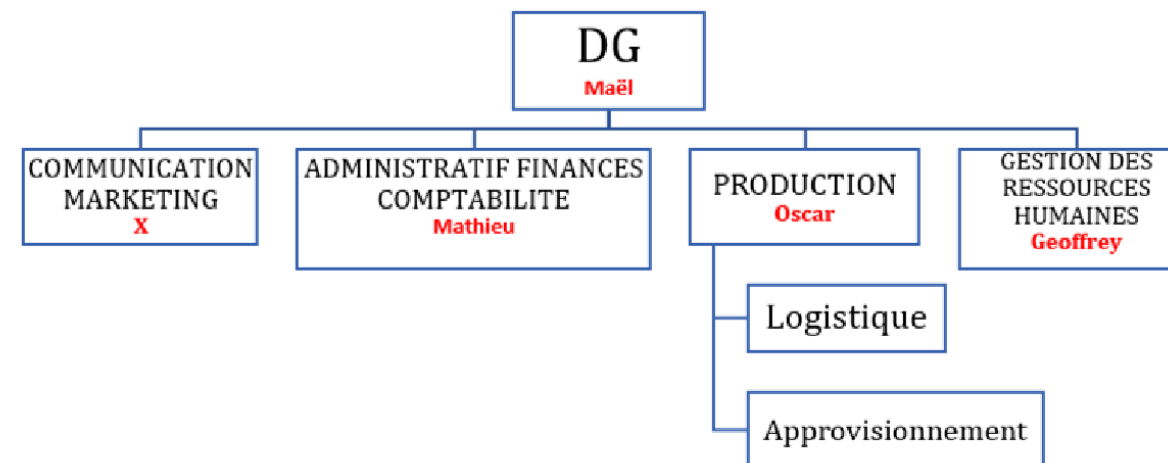 DG
Maël
COMMUNICATION
MARKETING
X
ADMINISTRATIF FINANCES
COMPTABILITE
Mathieu
PRODUCTION
Oscar
GESTION DES
RESSOURCES
HUMAINES
Geoffrey
Logistique
Approvisionnement